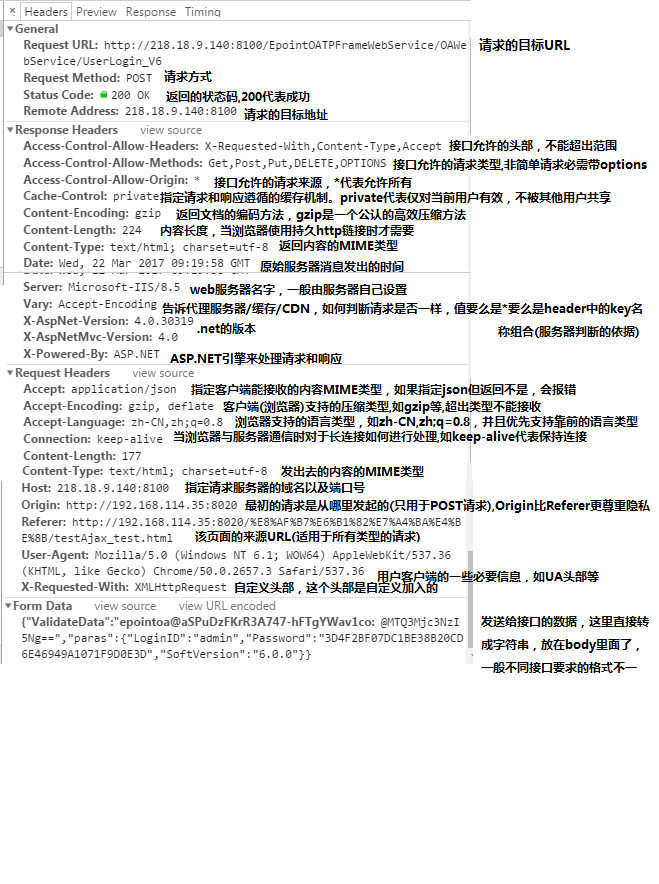 × Headers Preview Response Timing
▼General
Request URL: http://218.18.9.140:8100/EpointOATPFrameWebService/OAWe 请求的目标URL
bService/UserLogin_V6
Request Method: POST 请求方式
Status Code: 200 OK 返回的状态码,200代表成功
Remote Address: 218.18.9.140:8100 请求的目标地址
▼Response Headers view source
Access-Control-Allow-Headers: X-Requested-With,Content-Type,Accept 接口允许的头部，不能超出范围
Access-Control-Allow-Methods: Get,Post,Put,DELETE,OPTIONS 接口允许的请求类型,非简单请求必需带options
Access-Control-Allow-Origin: * 接口允许的请求来源，*代表允许所有
Cache-Control: private 指定请求和响应遵循的缓存机制。private代表仅对当前用户有效，不被其他用户共享
Content-Encoding: gzip 返回文档的编码方法，gzip是一个公认的高效压缩方法
Content-Length: 224 内容长度，当浏览器使用持久http链接时才需要
Content-Type: text/html; charset=utf-8 返回内容的MIME类型
Date: Wed, 22 Mar 2017 09:19:58 GMT 原始服务器消息发出的时间
Server: Microsoft-IIS/8.5 web服务器名字，一般由服务器自己设置
Vary: Accept-Encoding 告诉代理服务器/缓存/CDN，如何判断请求是否一样，值要么是*要么是header中的key名
X-AspNet-Version: 4.0.30319 .net的版本 称组合(服务器判断的依据)
X-AspNetMvc-Version: 4.0
X-Powered-By: ASP.NET ASP.NET引擎来处理请求和响应
▼Request Headers view source
Accept: application/json 指定客户端能接收的内容MIME类型，如果指定json但返回不是，会报错
Accept-Encoding: gzip, deflate 客户端(浏览器)支持的压缩类型,如gzip等,超出类型不能接收
Accept-Language: zh-CN,zh;q=0.8 浏览器支持的语言类型，如zh-CN,zh;q=0.8，并且优先支持靠前的语言类型
Connection: keep-alive 当浏览器与服务器通信时对于长连接如何进行处理,如keep-alive代表保持连接
Content-Length: 177
Content-Type: text/html; charset=utf-8 发出去的内容的MIME类型
Host: 218.18.9.140:8100 指定请求服务器的域名以及端口号
Origin: http://192.168.114.35:8020 最初的请求是从哪里发起的(只用于POST请求),Origin比Referer更尊重隐私
Referer: http://192.168.114.35:8020/%E8%AF%B7%E6%B1%82%E7%A4%BA%E4%B
E%8B/testAjax_test.html 该页面的来源URL(适用于所有类型的请求)
User-Agent: Mozilla/5.0 (Windows NT 6.1; WOW64) AppleWebKit/537.36
(KHTML, like Gecko) Chrome/50.0.2657.3 Safari/537.36 用户客户端的一些必要信息，如UA头部等
X-Requested-With: XMLHttpRequest 自定义头部，这个头部是自定义加入的
▼Form Data view source view URL encoded
{"ValidateData":"epointoa@aSPuDzFKrR3A747-hFTgYWav1co: @MTQ3Mjc3NzI 发送给接口的数据，这里直接转
5Ng==","paras":{"LoginID":"admin","Password":"3D4F2BF07DC1BE38B20CD 成字符串，放在body里面了，
6E46949A1071F9D0E3D","SoftVersion":"6.0.0"}} 一般不同接口要求的格式不一